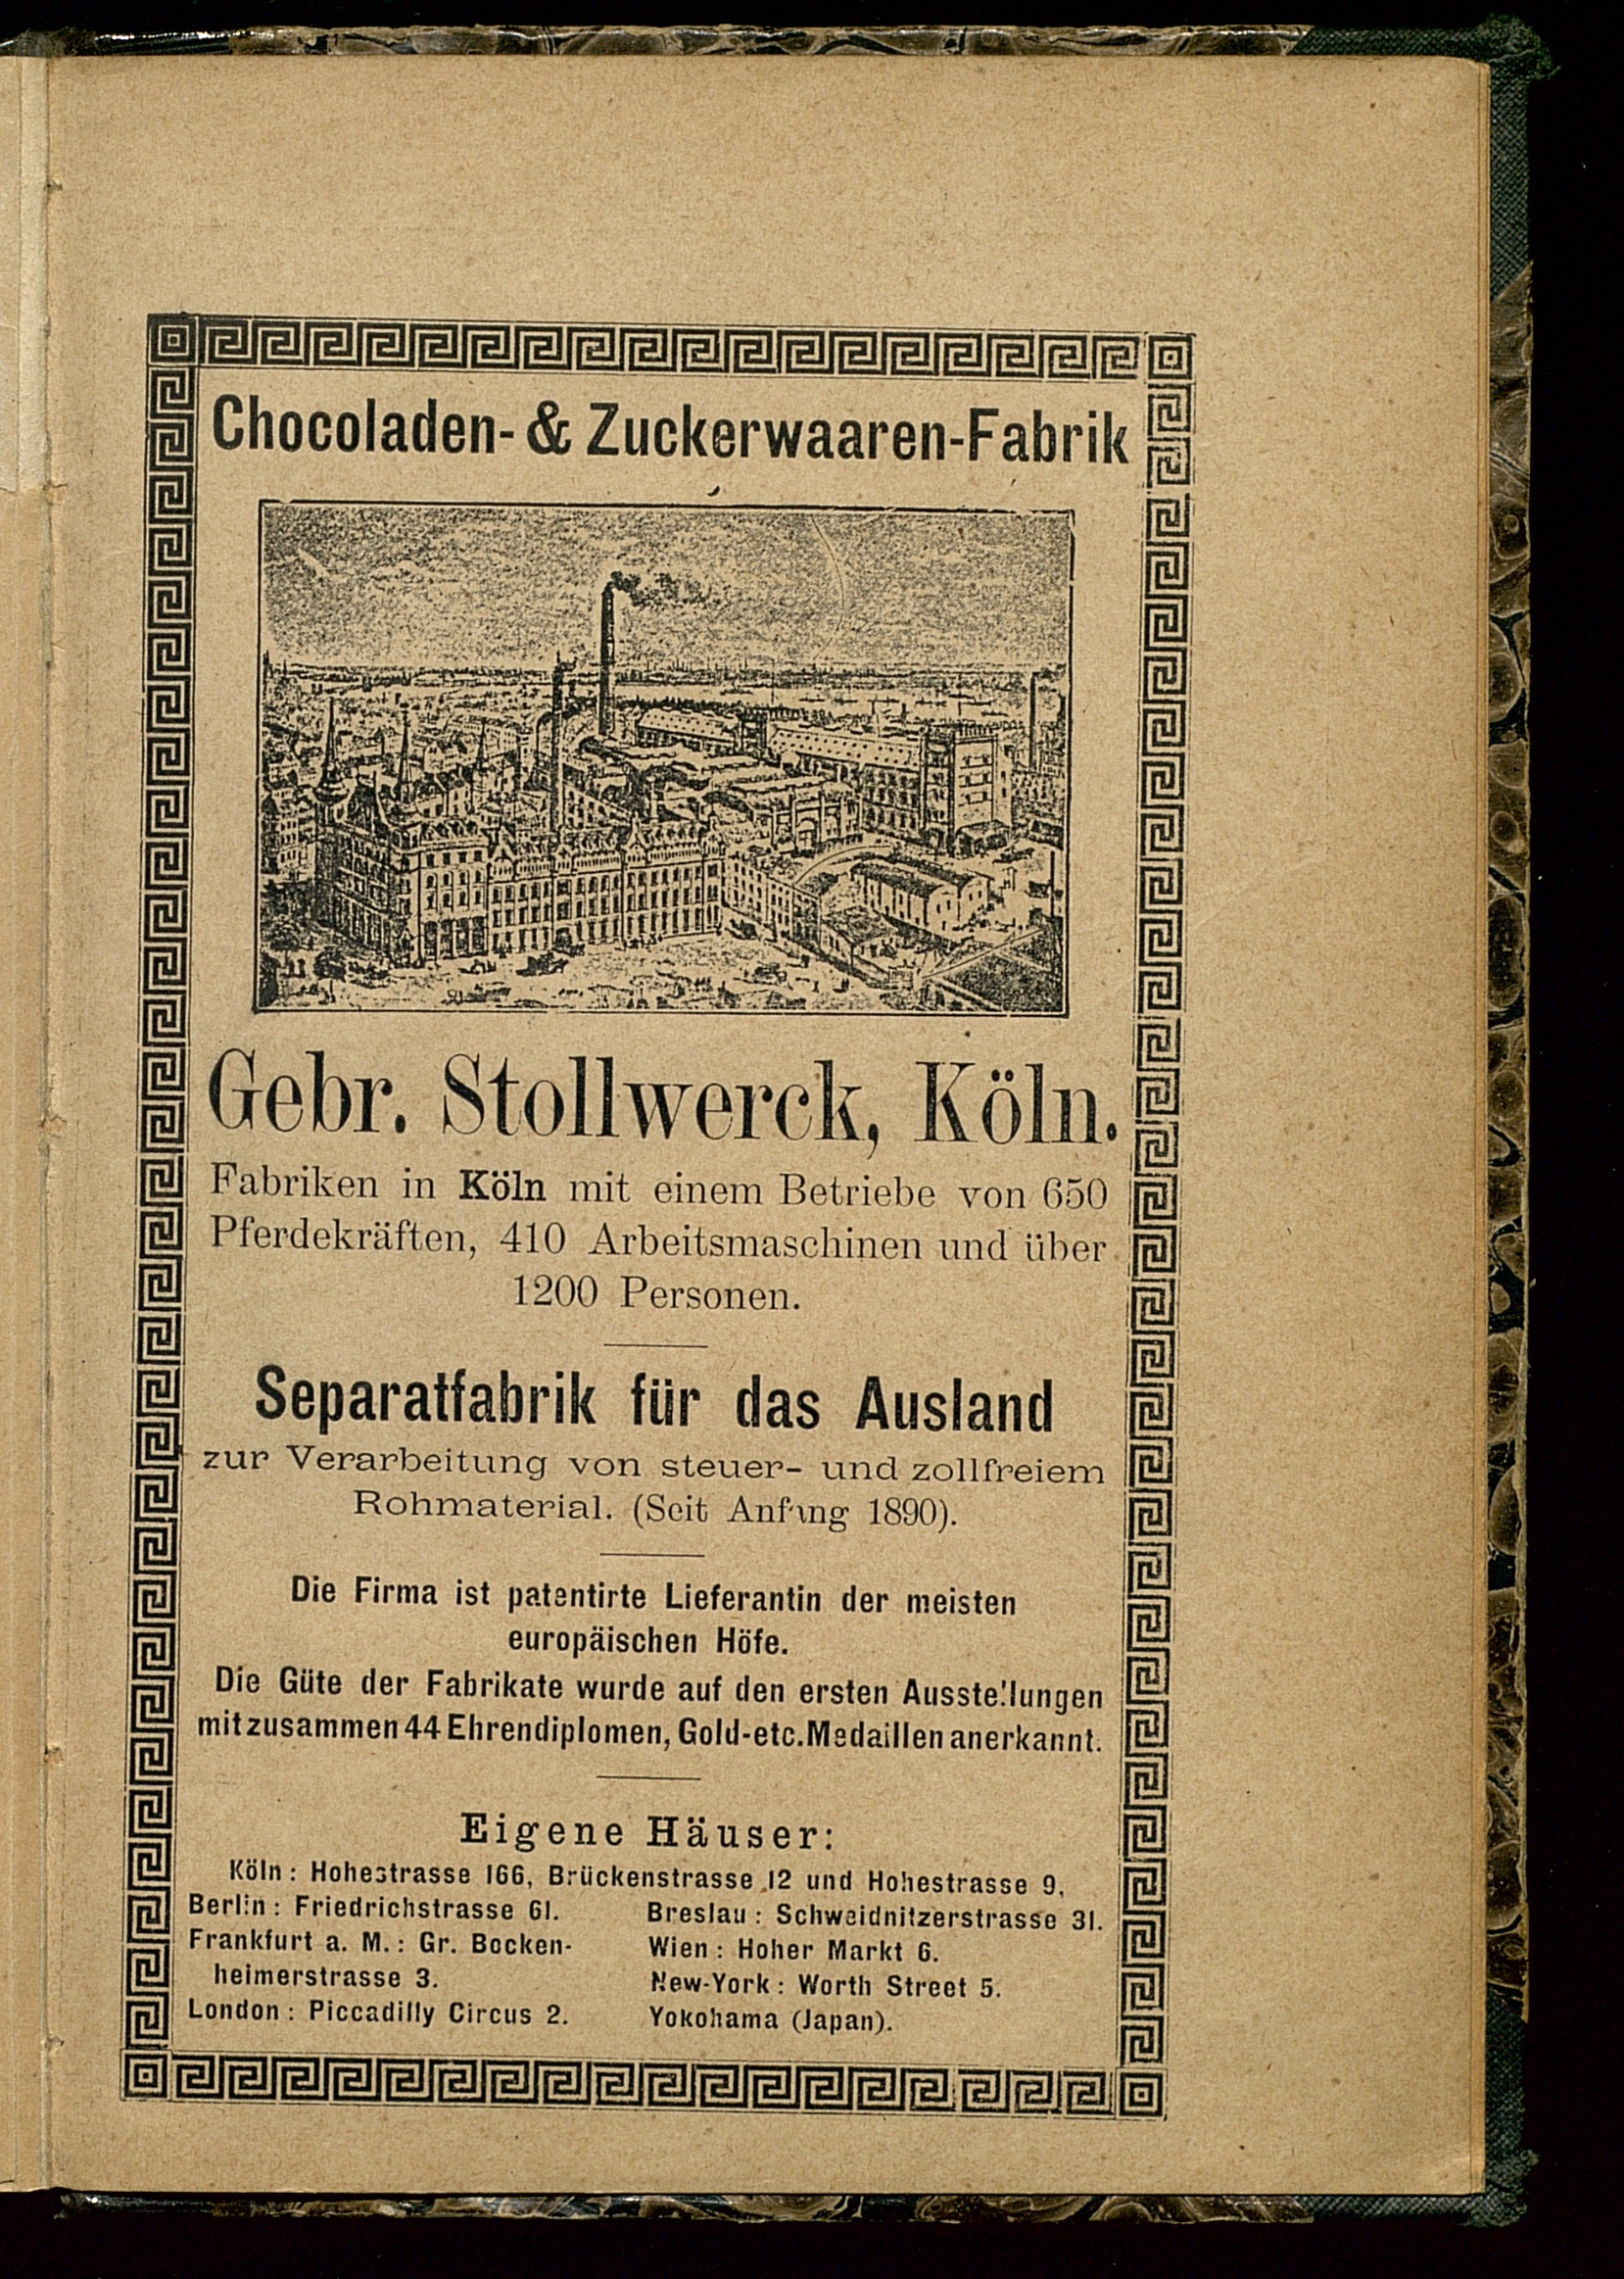 Chocoladen- & Zuckerwaaren-Fabrik
Gebr. Stollwerck, Köln.
Fabriken in Köln mit einem Betriebe von 650
Pferdekräften, 410 Arbeitsmaschinen und über
1200 Personen.
Separatfabrik für das Ausland
zur Verarbeitung von steuer- und zollfreiem
Rohmaterial. (Seit Anfang 1890).
Die Firma ist patentirte Lieferantin der meisten
europäischen Höfe.
Die Güte der Fabrikate wurde auf den ersten Ausstellungen
mit zusammen 44 Ehrendiplomen, Gold-etc. Medaillen anerkannt.
Eigene Häuser:
Köln: Hohestrasse 166, Brückenstrasse 12 und Hohestrasse 9,
Berlin: Friedrichstrasse 61.
Frankfurt a. M.: Gr. Bocken-
heimerstrasse 3.
London: Piccadilly Circus 2.
Breslau: Schweidnitzerstrasse 31.
Wien: Hoher Markt 6.
New-York: Worth Street 5.
Yokohama (Japan).